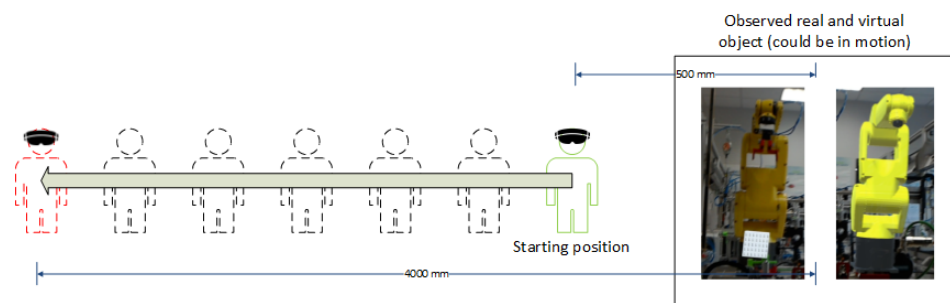 Observed real and virtual
object (could be in motion)
500 mm
Starting position
4000 mm